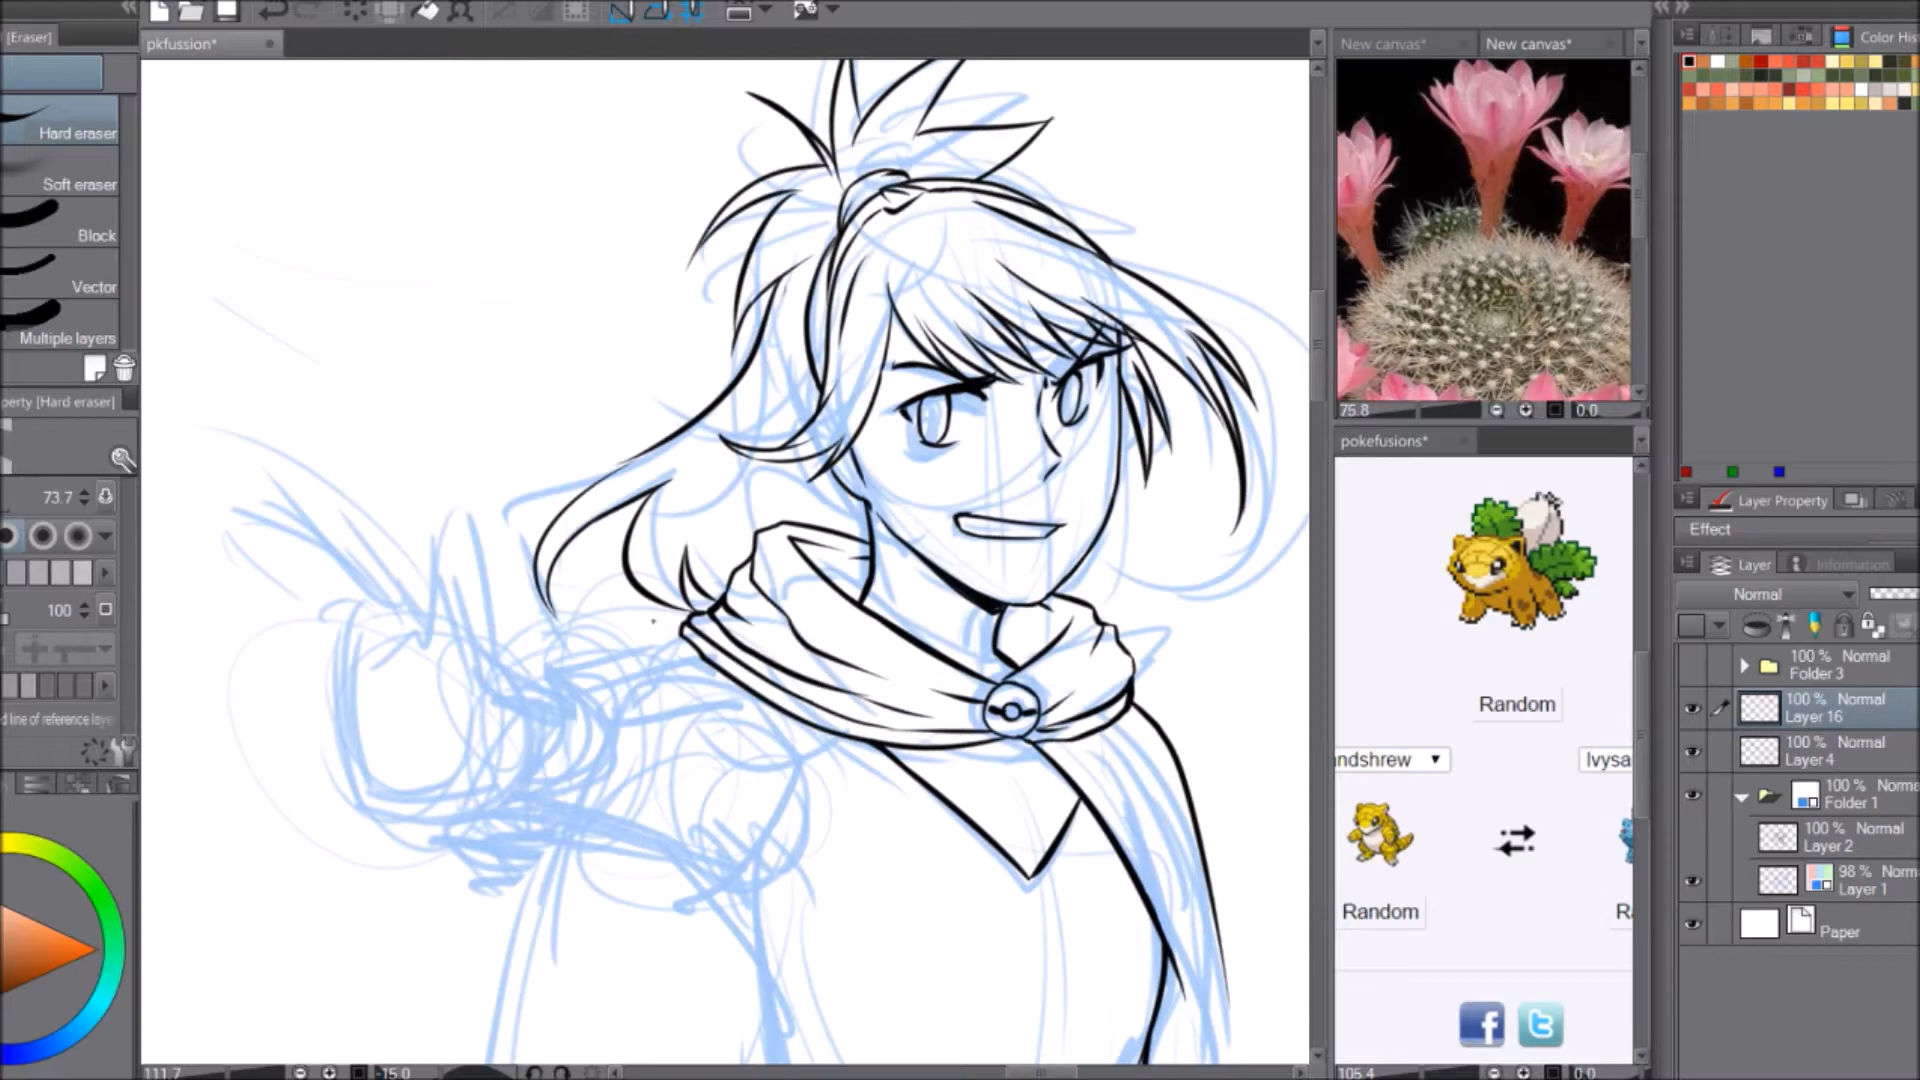 [Eraser]
Hard eraser
Soft eraser
Block
Vector
Multiple layers
perty [Hard eraser]
73.7
100
d line of reference laye
pkfussion*
111.7
-15.0
New canvas*
New canvas*
75.8
0.0
pokefusions*
Random
ndshrew ▼
Ivysa
Random
Ra
105.4
0.0
Color His
Layer Property
Effect
Layer
Information
Normal
100 % Normal
Folder 3
100 % Normal
Layer 16
100 % Normal
Layer 4
100 % Norma
Folder 1
100 % Normal
Layer 2
98 % Norm
Layer 1
Paper